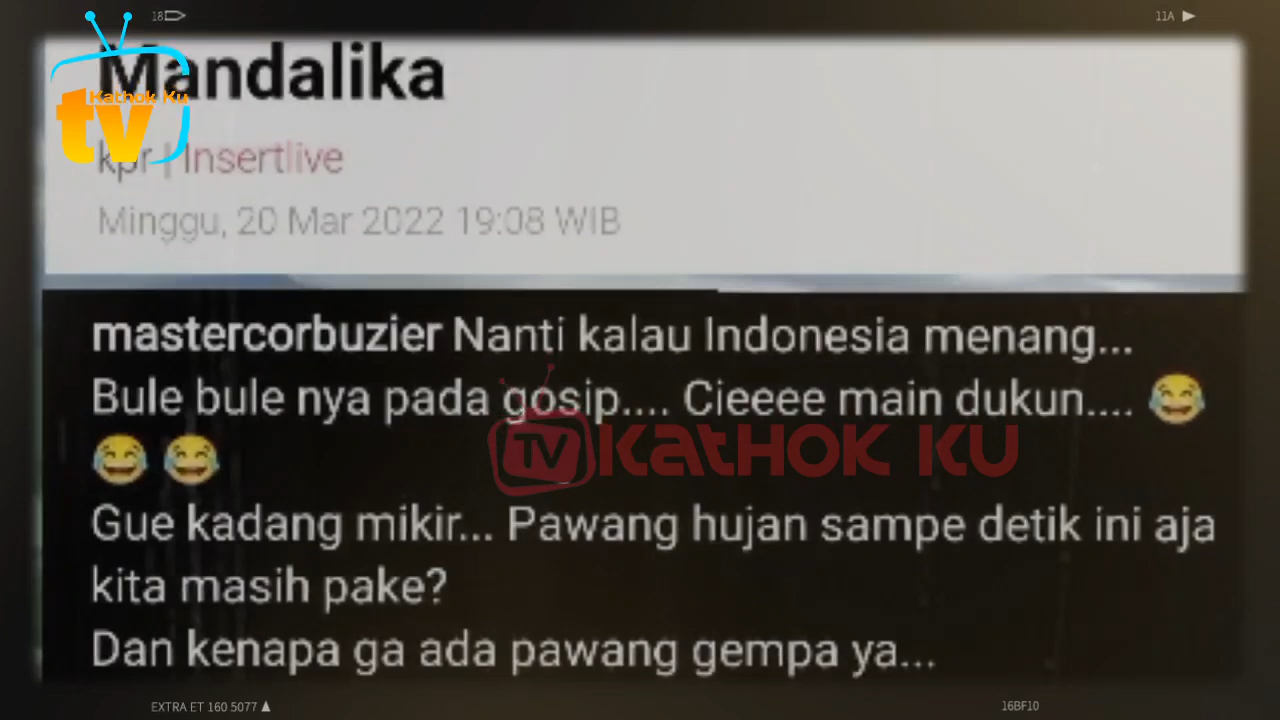 18
11A
Mandalika
Kathok Ku
tv
kpr | Insertlive
Minggu, 20 Mar 2022 19:08 WIB
mastercorbuzier Nanti kalau Indonesia menang...
Bule bule nya pada gosip.... Cieeee main dukun.... 😂
😂 😂
TV KATHOK KU
Gue kadang mikir... Pawang hujan sampe detik ini aja
kita masih pake?
Dan kenapa ga ada pawang gempa ya...
EXTRA ET 160 5077
16BF10